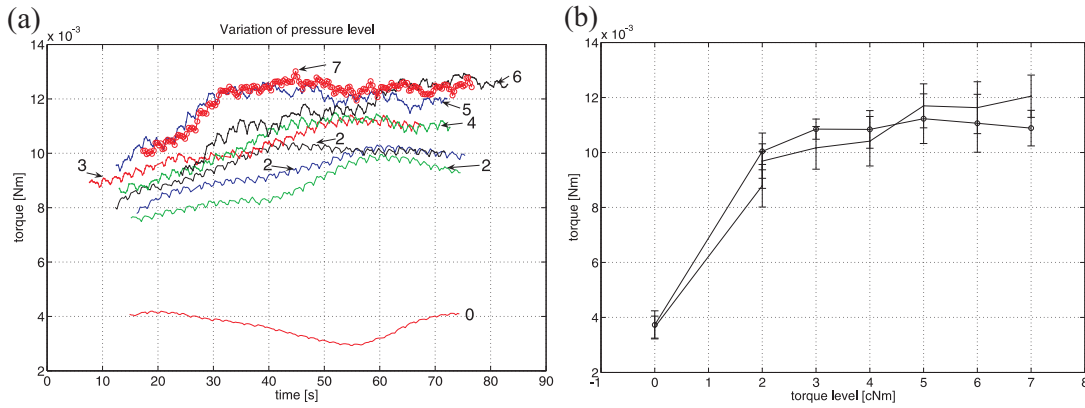 (a)
Variation of pressure level
x 10⁻³
14
12
10
8
6
4
2
torque [Nm]
0 10 20 30 40 50 60 70 80 90
time [s]
7
6
5
4
3
2
2
2
0
(b)
x 10⁻³
14
12
10
8
6
4
2
torque [Nm]
-1 0 1 2 3 4 5 6 7 8
torque level [cNm]